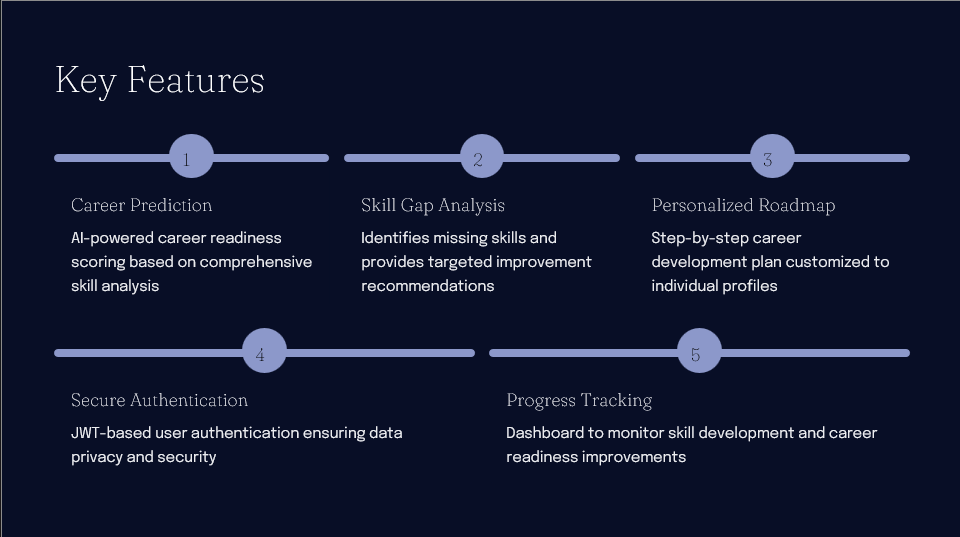 Key Features
1
2
3
Career Prediction
AI-powered career readiness
scoring based on comprehensive
skill analysis
Skill Gap Analysis
Identifies missing skills and
provides targeted improvement
recommendations
Personalized Roadmap
Step-by-step career
development plan customized to
individual profiles
4
5
Secure Authentication
JWT-based user authentication ensuring data
privacy and security
Progress Tracking
Dashboard to monitor skill development and career
readiness improvements